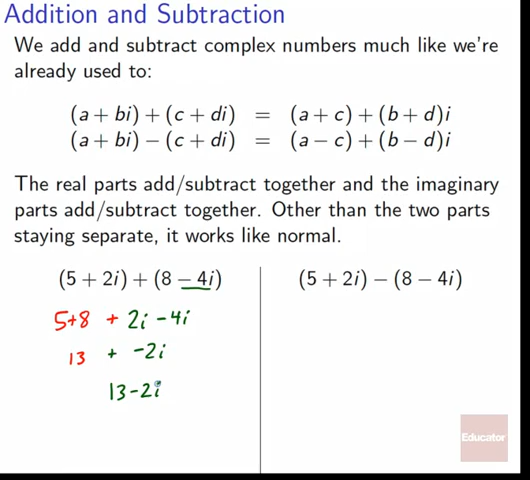 Addition and Subtraction
We add and subtract complex numbers much like we're
already used to:
(a + bi) + (c + di) = (a + c) + (b + d)i
(a + bi) − (c + di) = (a − c) + (b − d)i
The real parts add/subtract together and the imaginary
parts add/subtract together. Other than the two parts
staying separate, it works like normal.
(5 + 2i) + (8 − 4i)
5+8 + 2i -4i
13 + -2i
13-2i
(5 + 2i) − (8 − 4i)
Educator